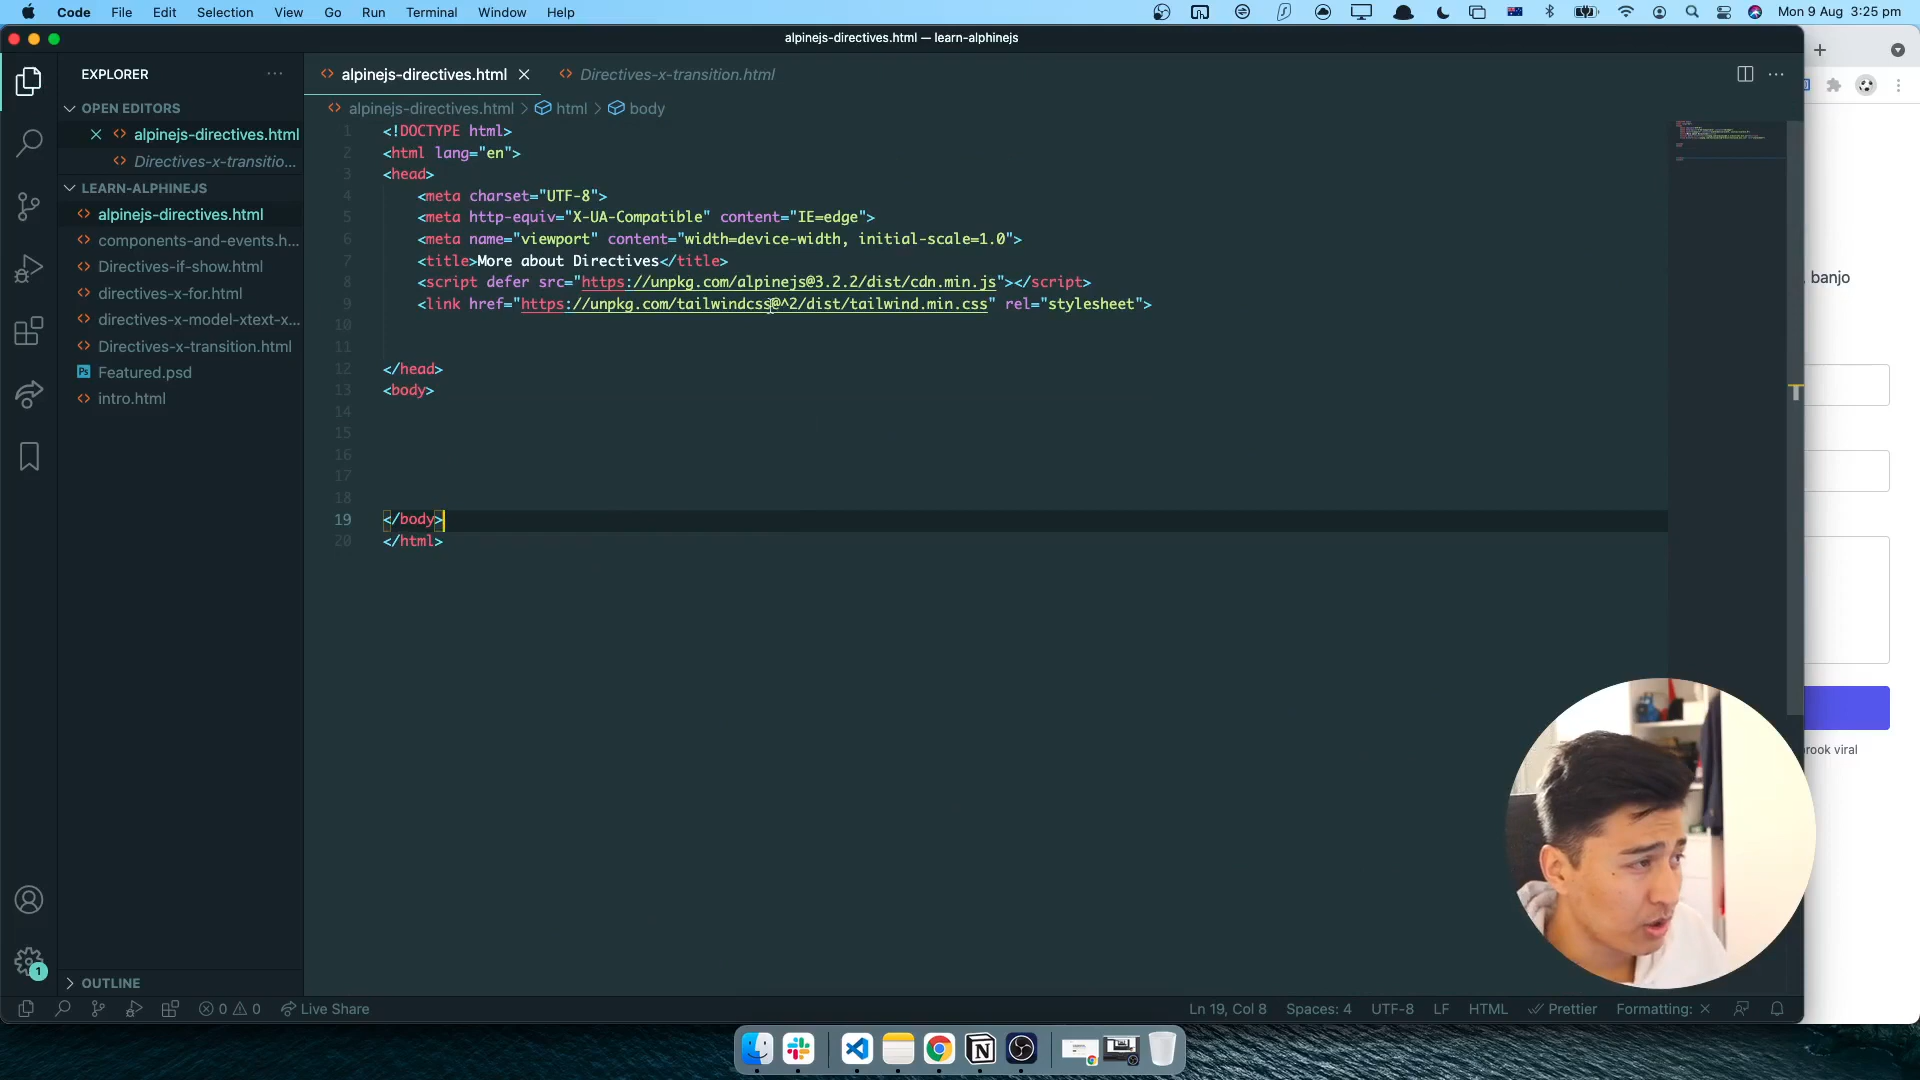 Code File Edit Selection View Go Run Terminal Window Help Mon 9 Aug 3:25 pm
alpinejs-directives.html — learn-alphinejs
EXPLORER
OPEN EDITORS
alpinejs-directives.html
Directives-x-transitio...
LEARN-ALPHINEJS
alpinejs-directives.html
components-and-events.h...
Directives-if-show.html
directives-x-for.html
directives-x-model-xtext-x...
Directives-x-transition.html
Ps Featured.psd
intro.html
OUTLINE
alpinejs-directives.html Directives-x-transition.html
alpinejs-directives.html > html > body
1 <!DOCTYPE html>
2 <html lang="en">
3 <head>
4 <meta charset="UTF-8">
5 <meta http-equiv="X-UA-Compatible" content="IE=edge">
6 <meta name="viewport" content="width=device-width, initial-scale=1.0">
7 <title>More about Directives</title>
8 <script defer src="https://unpkg.com/alpinejs@3.2.2/dist/cdn.min.js"></script>
9 <link href="https://unpkg.com/tailwindcss@^2/dist/tailwind.min.css" rel="stylesheet">
10
11
12 </head>
13 <body>
14
15
16
17
18
19 </body>
20 </html>
, banjo
rook viral
1
0 0 Live Share Ln 19, Col 8 Spaces: 4 UTF-8 LF HTML Prettier Formatting: ×